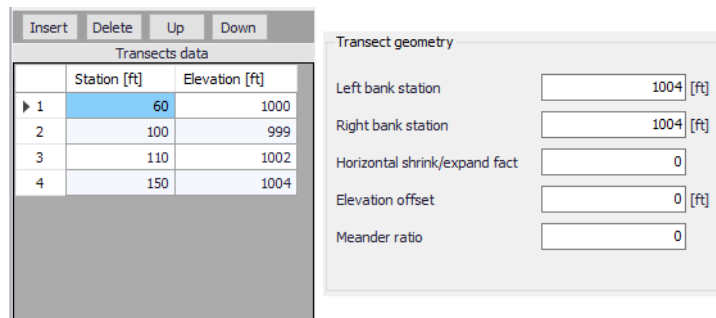 Insert Delete Up Down
Transects data
Station [ft] Elevation [ft]
1 60 1000
2 100 999
3 110 1002
4 150 1004
Transect geometry
Left bank station 1004 [ft]
Right bank station 1004 [ft]
Horizontal shrink/expand fact 0
Elevation offset 0 [ft]
Meander ratio 0